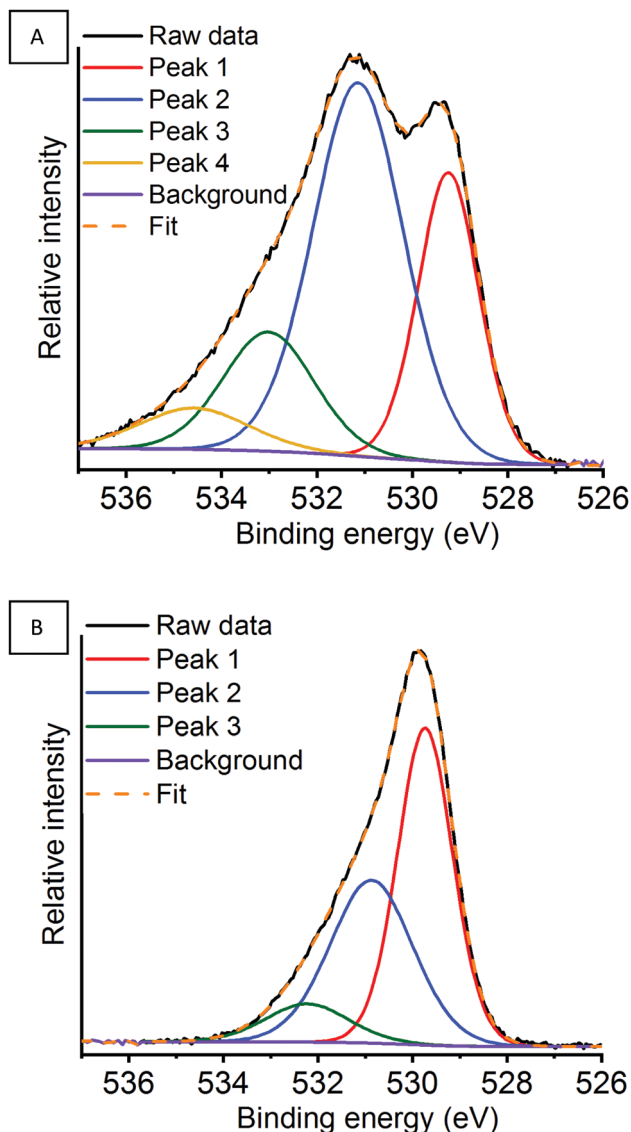 A
Raw data
Peak 1
Peak 2
Peak 3
Peak 4
Background
Fit
Relative intensity
536 534 532 530 528 526
Binding energy (eV)
B
Raw data
Peak 1
Peak 2
Peak 3
Background
Fit
Relative intensity
536 534 532 530 528 526
Binding energy (eV)